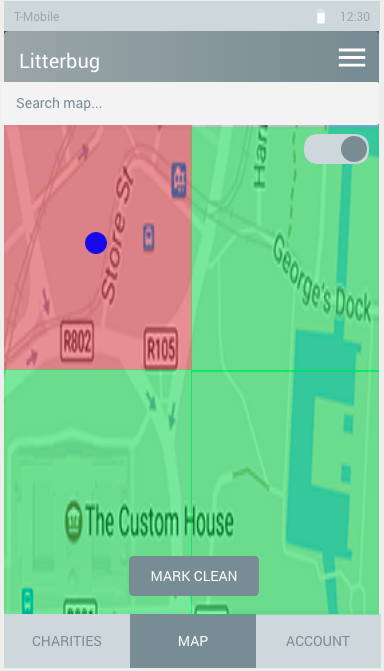 T-Mobile 12:30
Litterbug
Search map...
Store St
George's Dock
R802
R105
The Custom House
MARK CLEAN
CHARITIES MAP ACCOUNT